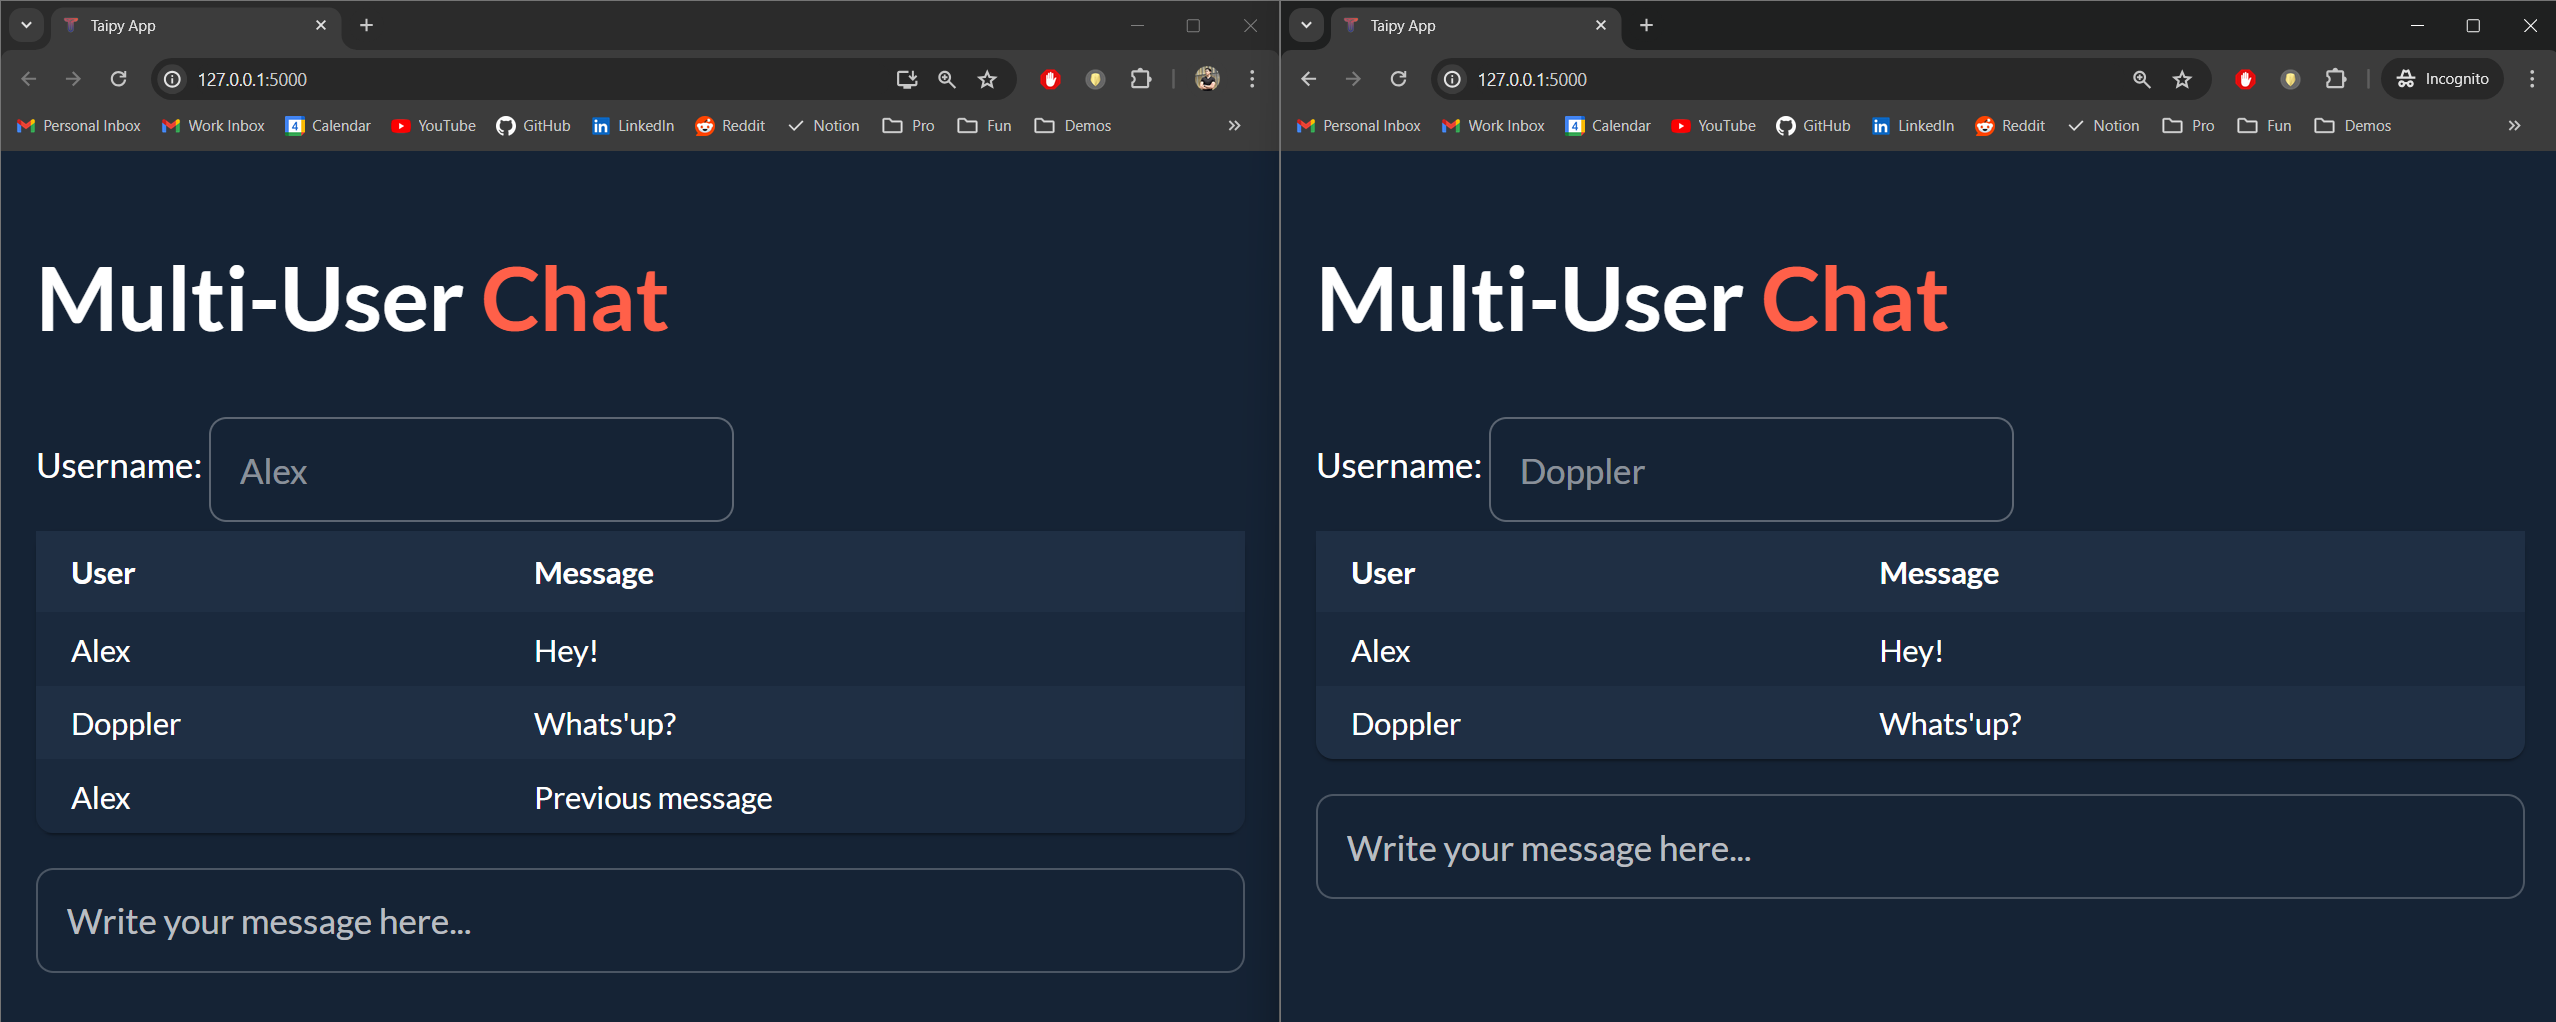 Taipy App
127.0.0.1:5000
Personal Inbox Work Inbox 4 Calendar YouTube GitHub in LinkedIn Reddit Notion Pro Fun Demos
Multi-User Chat
Username: Alex
User Message
Alex Hey!
Doppler Whats'up?
Alex Previous message
Write your message here...
Taipy App
127.0.0.1:5000 Incognito
Personal Inbox Work Inbox 4 Calendar YouTube GitHub in LinkedIn Reddit Notion Pro Fun Demos
Multi-User Chat
Username: Doppler
User Message
Alex Hey!
Doppler Whats'up?
Write your message here...